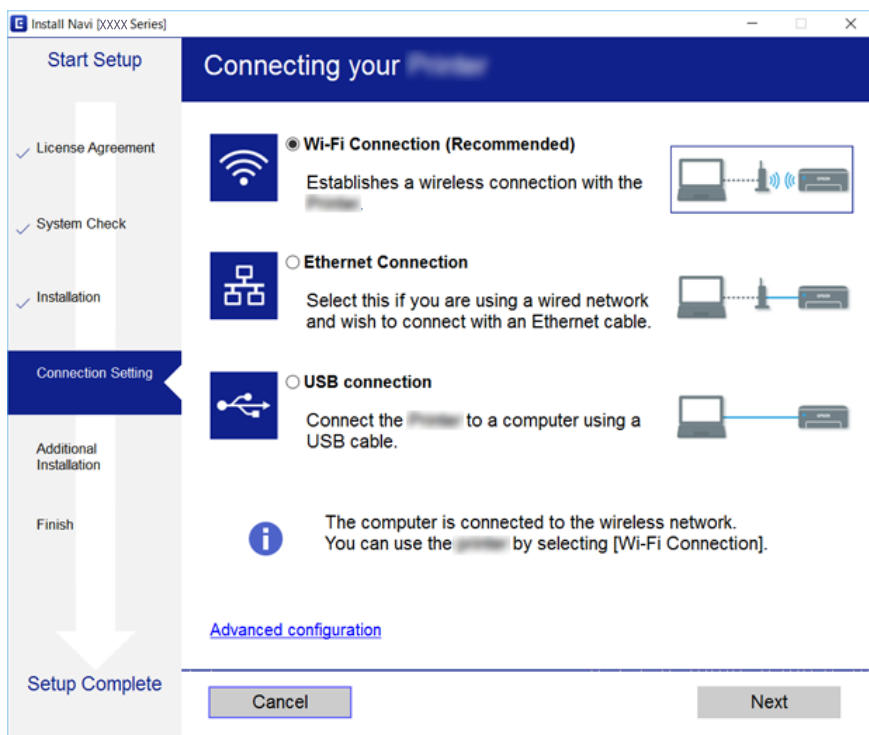 Install Navi [XXXX Series]
Start Setup
License Agreement
System Check
Installation
Connection Setting
Additional
Installation
Finish
Setup Complete
Connecting your
Wi-Fi Connection (Recommended)
Establishes a wireless connection with the
.
Ethernet Connection
Select this if you are using a wired network
and wish to connect with an Ethernet cable.
USB connection
Connect the to a computer using a
USB cable.
The computer is connected to the wireless network.
You can use the by selecting [Wi-Fi Connection].
Advanced configuration
Cancel
Next